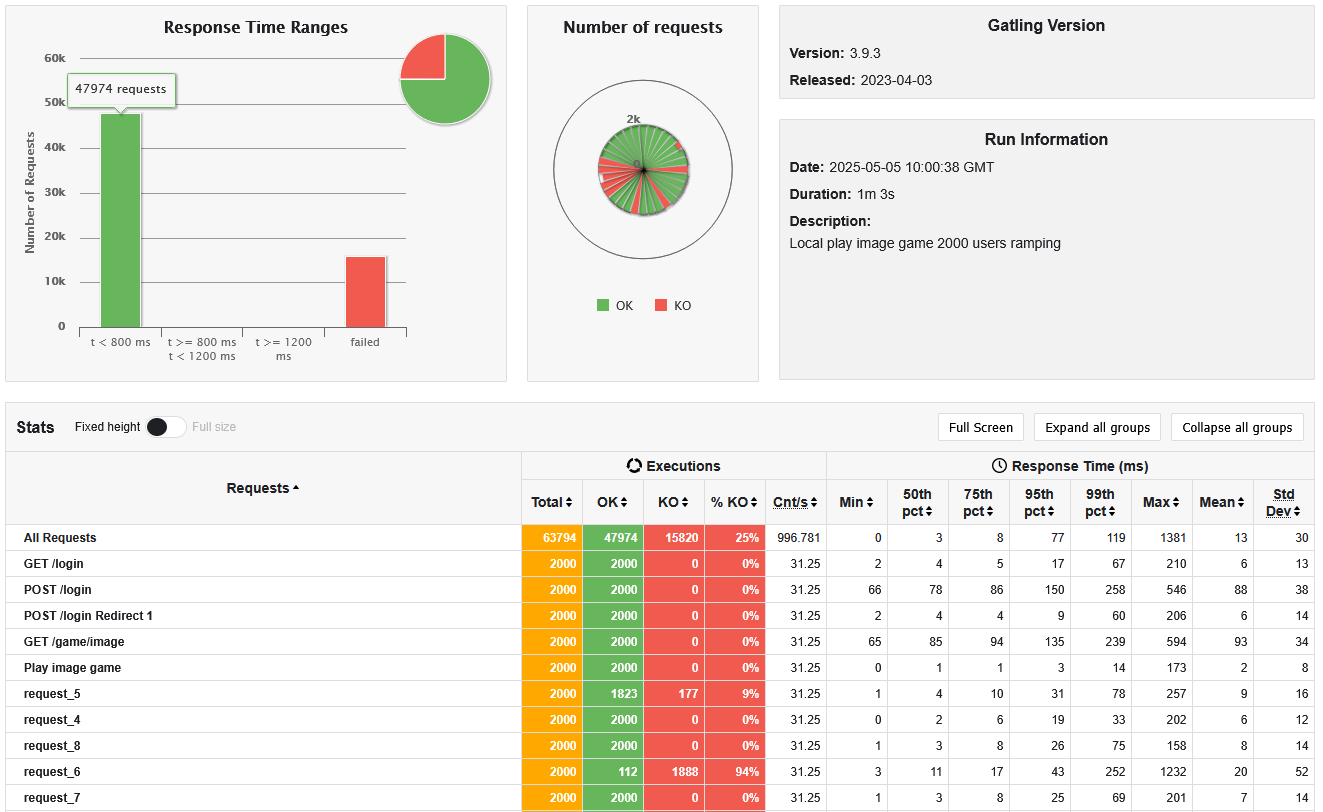 Response Time Ranges
60k
50k
40k
30k
20k
10k
0
Number of Requests
47974 requests
t < 800 ms
t >= 800 ms
t < 1200 ms
t >= 1200
ms
failed
Number of requests
2k
0
OK KO
Gatling Version
Version: 3.9.3
Released: 2023-04-03
Run Information
Date: 2025-05-05 10:00:38 GMT
Duration: 1m 3s
Description:
Local play image game 2000 users ramping
Stats Fixed height Full size Full Screen Expand all groups Collapse all groups
Requests Executions Response Time (ms)
Total OK KO % KO Cnt/s Min 50th pct 75th pct 95th pct 99th pct Max Mean Std Dev
All Requests 63794 47974 15820 25% 996.781 0 3 8 77 119 1381 13 30
GET /login 2000 2000 0 0% 31.25 2 4 5 17 67 210 6 13
POST /login 2000 2000 0 0% 31.25 66 78 86 150 258 546 88 38
POST /login Redirect 1 2000 2000 0 0% 31.25 2 4 4 9 60 206 6 14
GET /game/image 2000 2000 0 0% 31.25 65 85 94 135 239 594 93 34
Play image game 2000 2000 0 0% 31.25 0 1 1 3 14 173 2 8
request_5 2000 1823 177 9% 31.25 1 4 10 31 78 257 9 16
request_4 2000 2000 0 0% 31.25 0 2 6 19 33 202 6 12
request_8 2000 2000 0 0% 31.25 1 3 8 26 75 158 8 14
request_6 2000 112 1888 94% 31.25 3 11 17 43 252 1232 20 52
request_7 2000 2000 0 0% 31.25 1 3 8 25 69 201 7 14